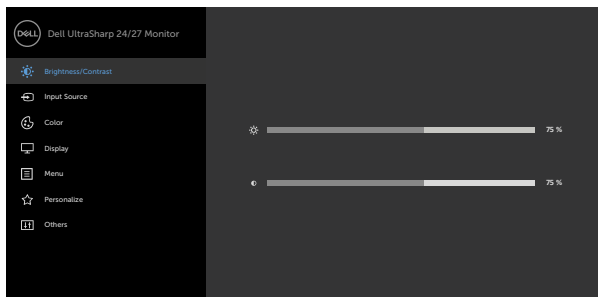 DELL
Dell UltraSharp 24/27 Monitor
Brightness/Contrast
Input Source
Color
Display
Menu
Personalize
Others
75 %
75 %